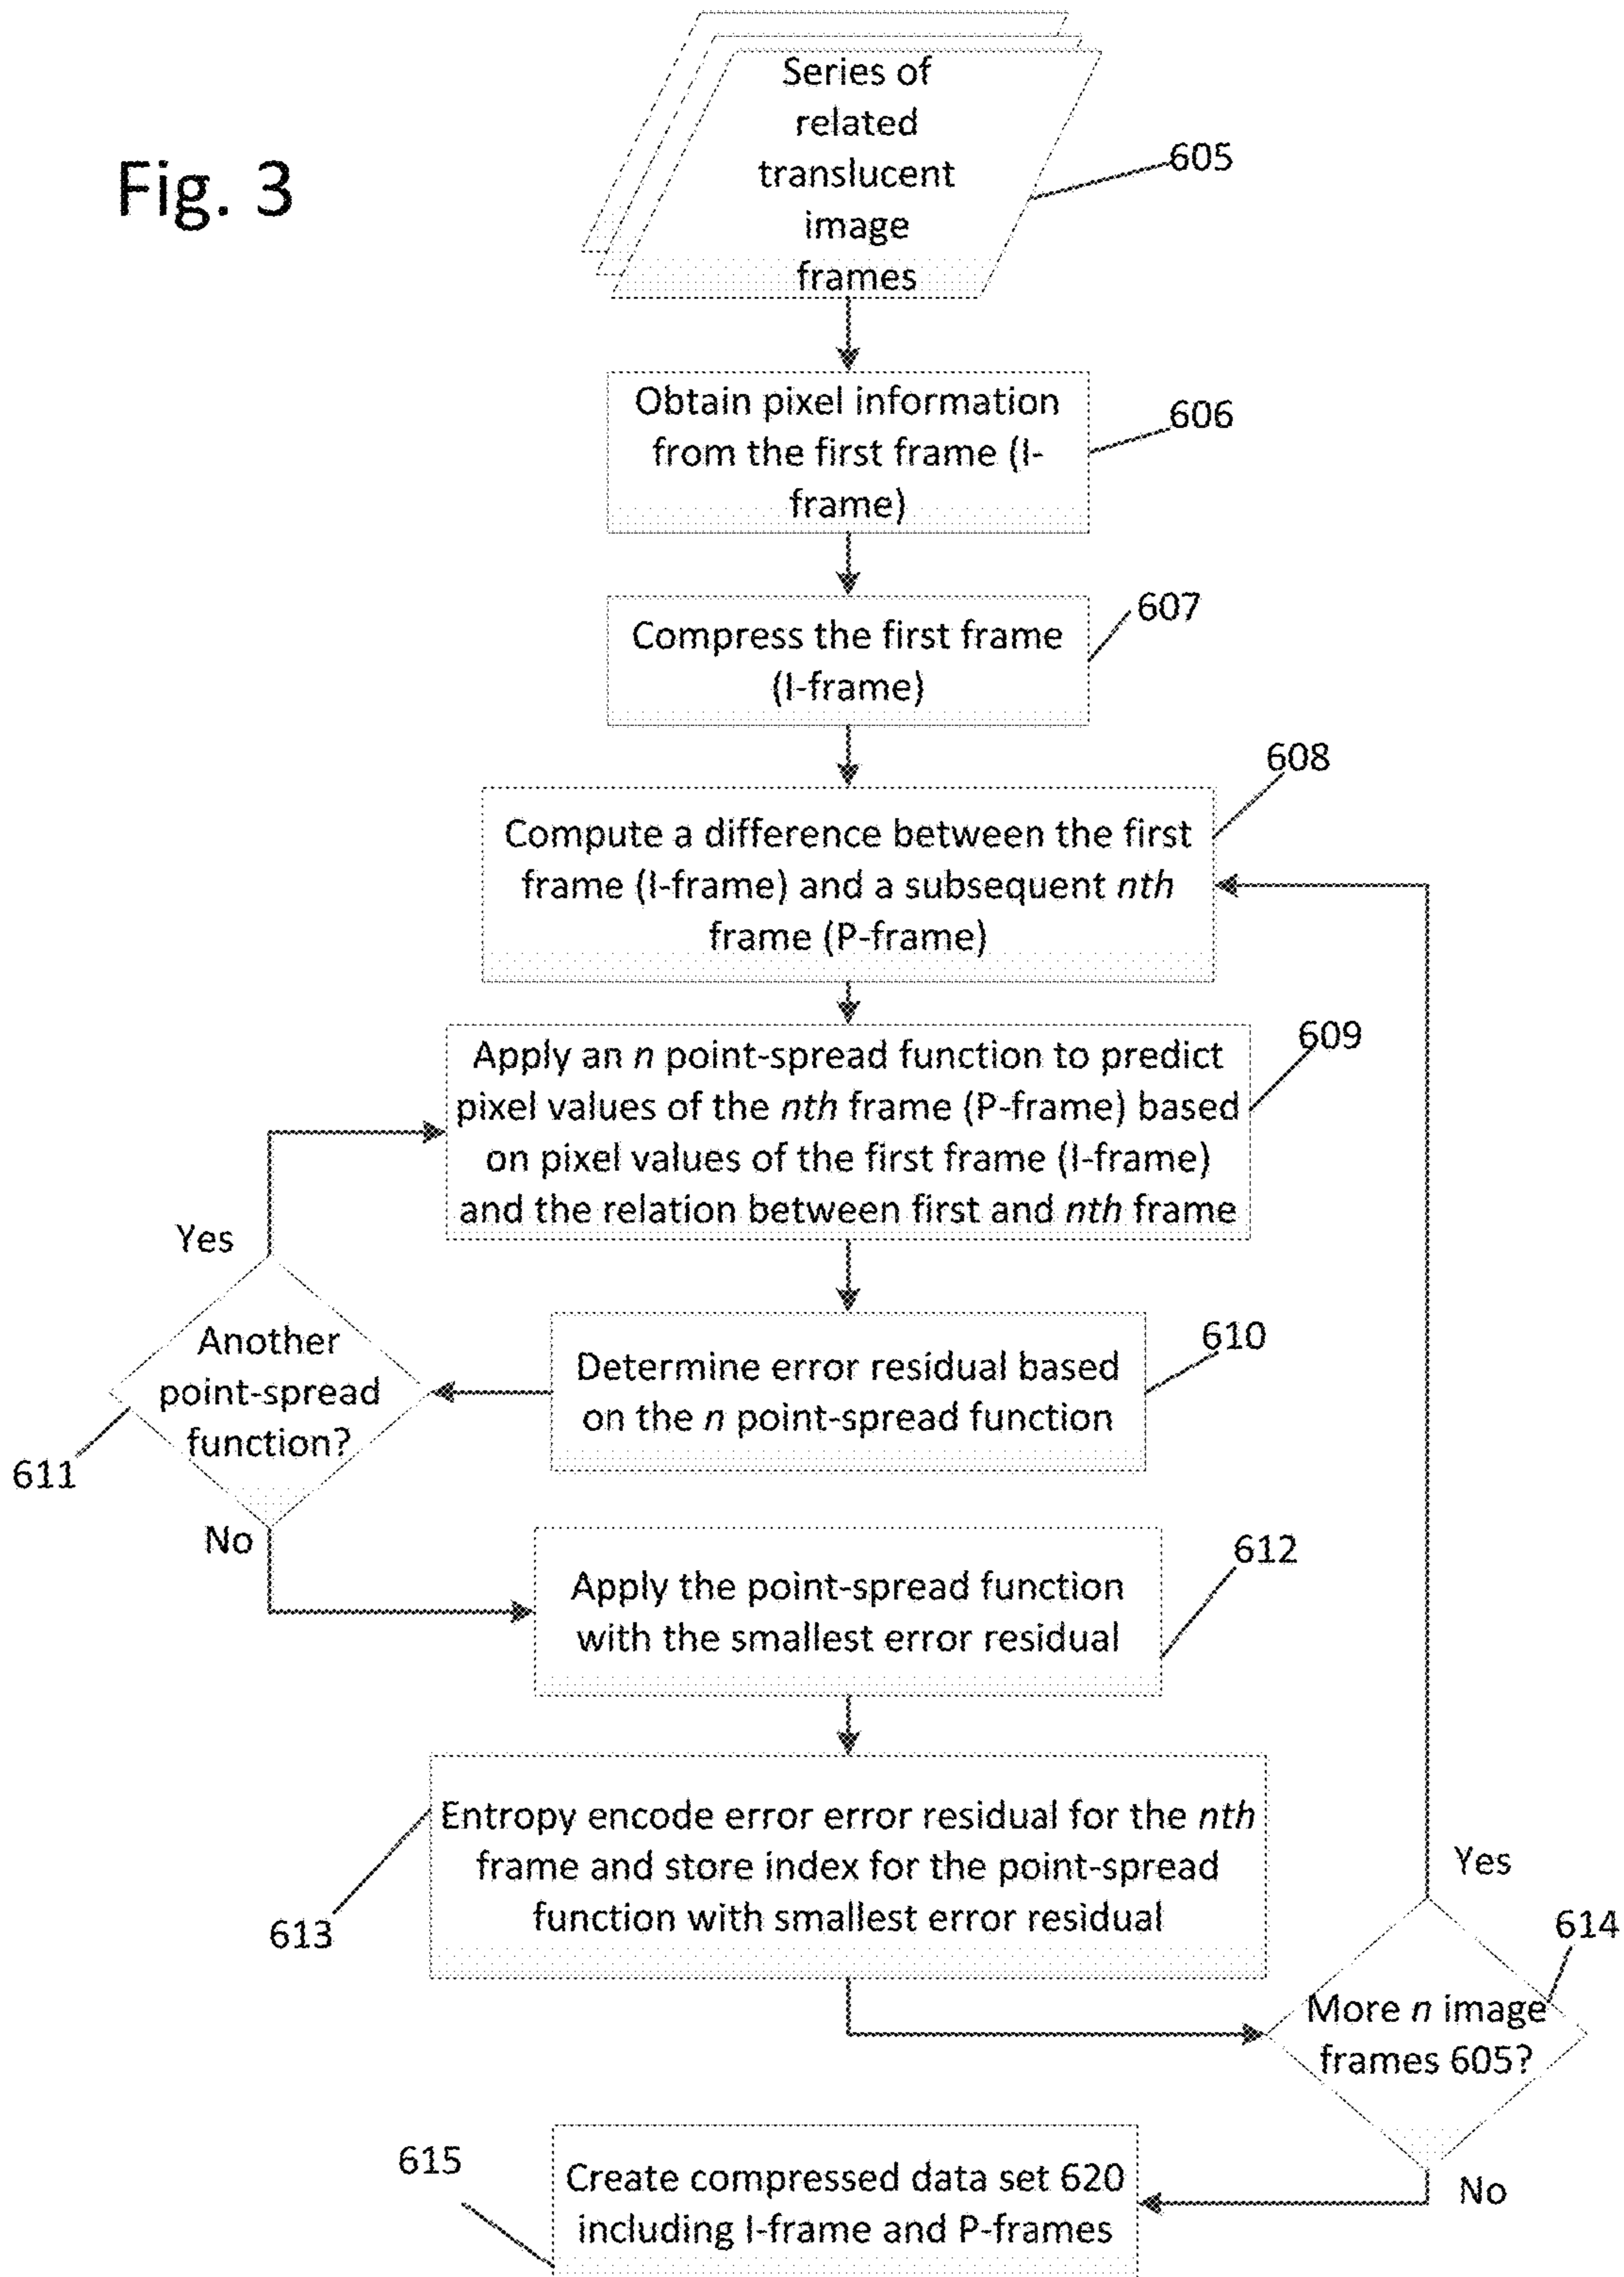 Fig. 3
Series of
related
translucent
image
frames
605
Obtain pixel information
from the first frame (I-
frame)
606
Compress the first frame
(I-frame)
607
Compute a difference between the first
frame (I-frame) and a subsequent nth
frame (P-frame)
608
Apply an n point-spread function to predict
pixel values of the nth frame (P-frame) based
on pixel values of the first frame (I-frame)
and the relation between first and nth frame
609
Determine error residual based
on the n point-spread function
610
Yes
Another
point-spread
function?
611
No
Apply the point-spread function
with the smallest error residual
612
Entropy encode error error residual for the nth
frame and store index for the point-spread
function with smallest error residual
613
Yes
614
More n image
frames 605?
No
Create compressed data set 620
including I-frame and P-frames
615